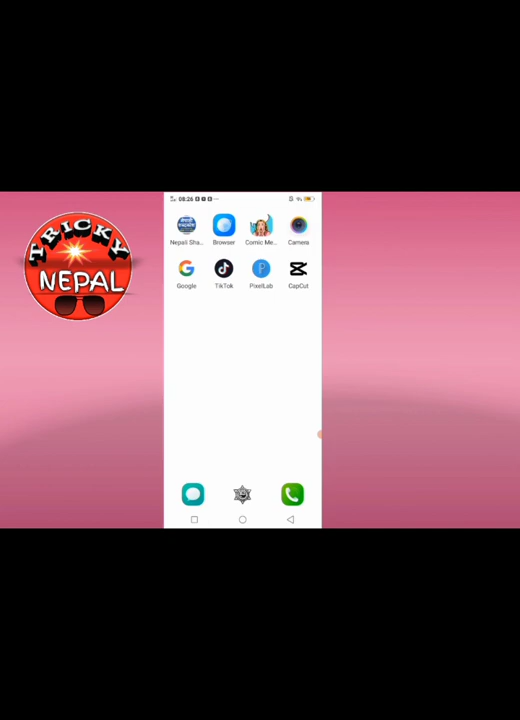 TRICKY
NEPAL
08:26
Nepali Sha...
Browser
Comic Me...
Camera
Google
TikTok
PixelLab
CapCut